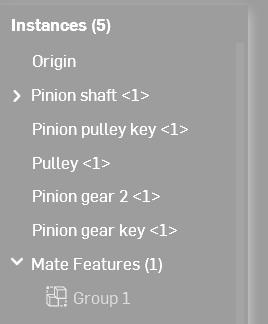 Instances (5)
Origin
Pinion shaft <1>
Pinion pulley key <1>
Pulley <1>
Pinion gear 2 <1>
Pinion gear key <1>
Mate Features (1)
Group 1